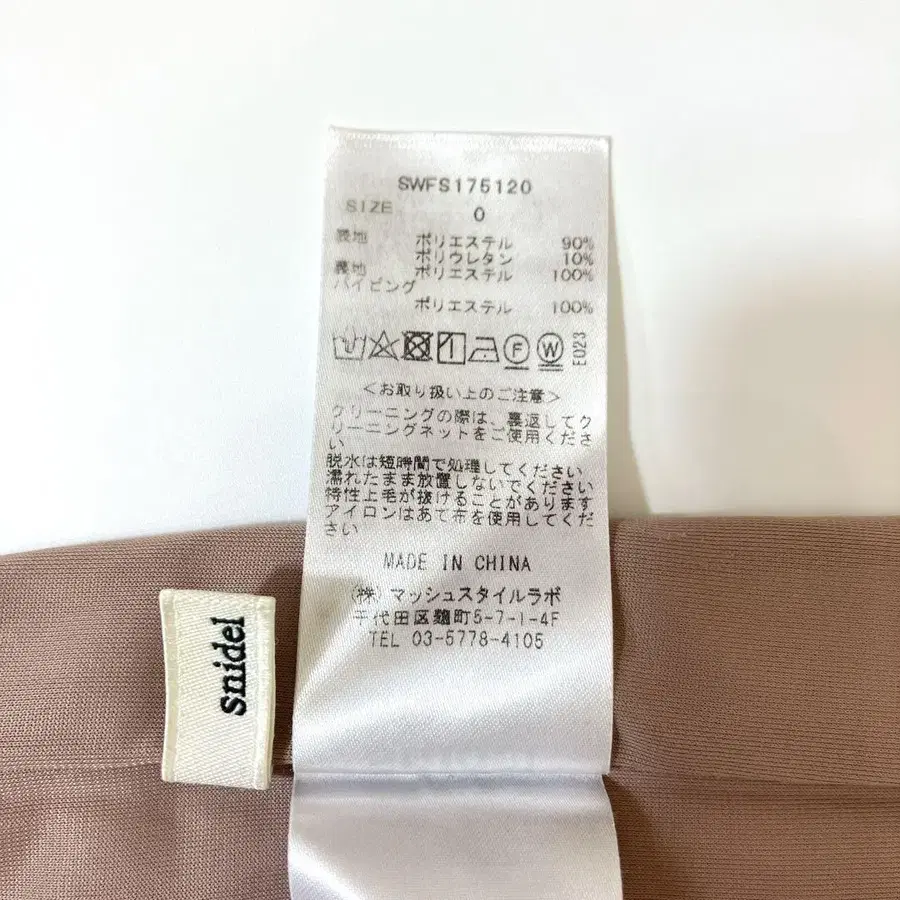 SWFS175120
SIZE 0
表地 ポリエステル 90%
ポリウレタン 10%
裏地 ポリエステル 100%
パイピング
ポリエステル 100%
F W E023
<お取り扱い上のご注意>
クリーニングの際は、裏返してク
リーニングネットをご使用くださ
い
脱水は短時間で処理してください
濡れたまま放置しないでください
特性上毛が抜けることがあります
アイロンはあて布を使用してくだ
さい
MADE IN CHINA
(株)マッシュスタイルラボ
千代田区麹町5-7-1-4F
TEL 03-5778-4105
snidel